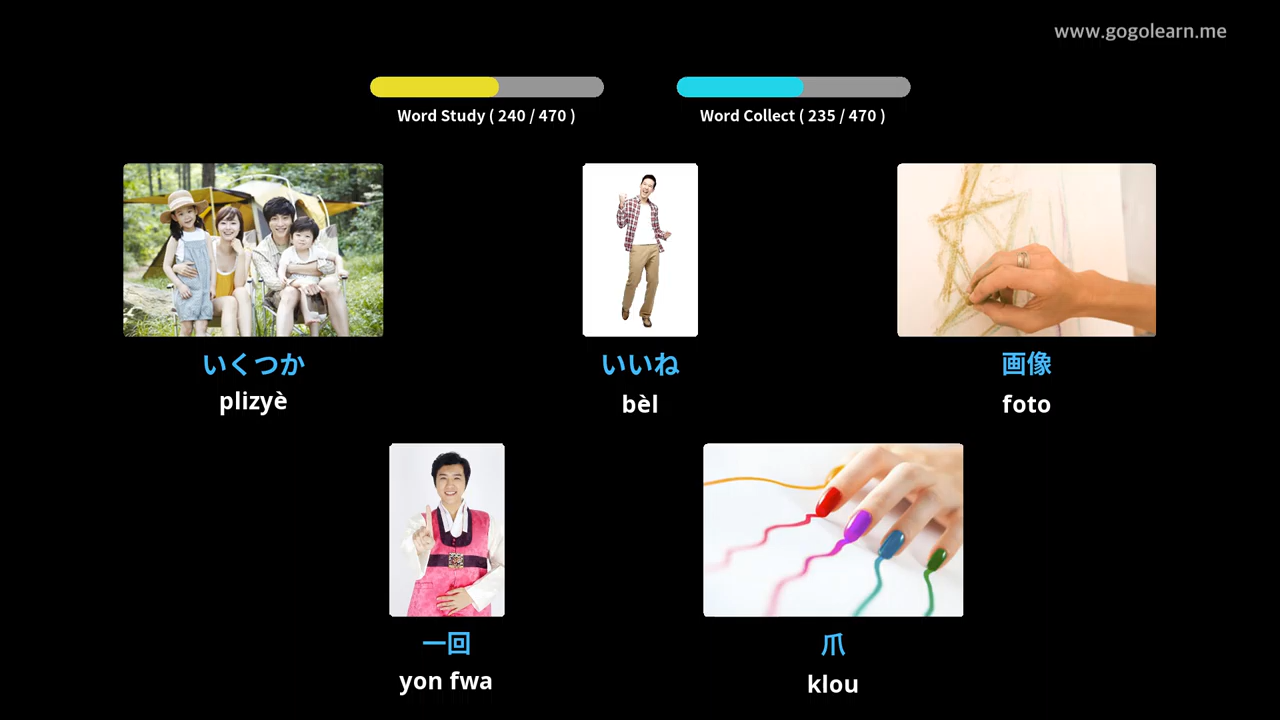 www.gogolearn.me
Word Study ( 240 / 470 )
Word Collect ( 235 / 470 )
いくつか
plizyè
いいね
bèl
画像
foto
一回
yon fwa
爪
klou